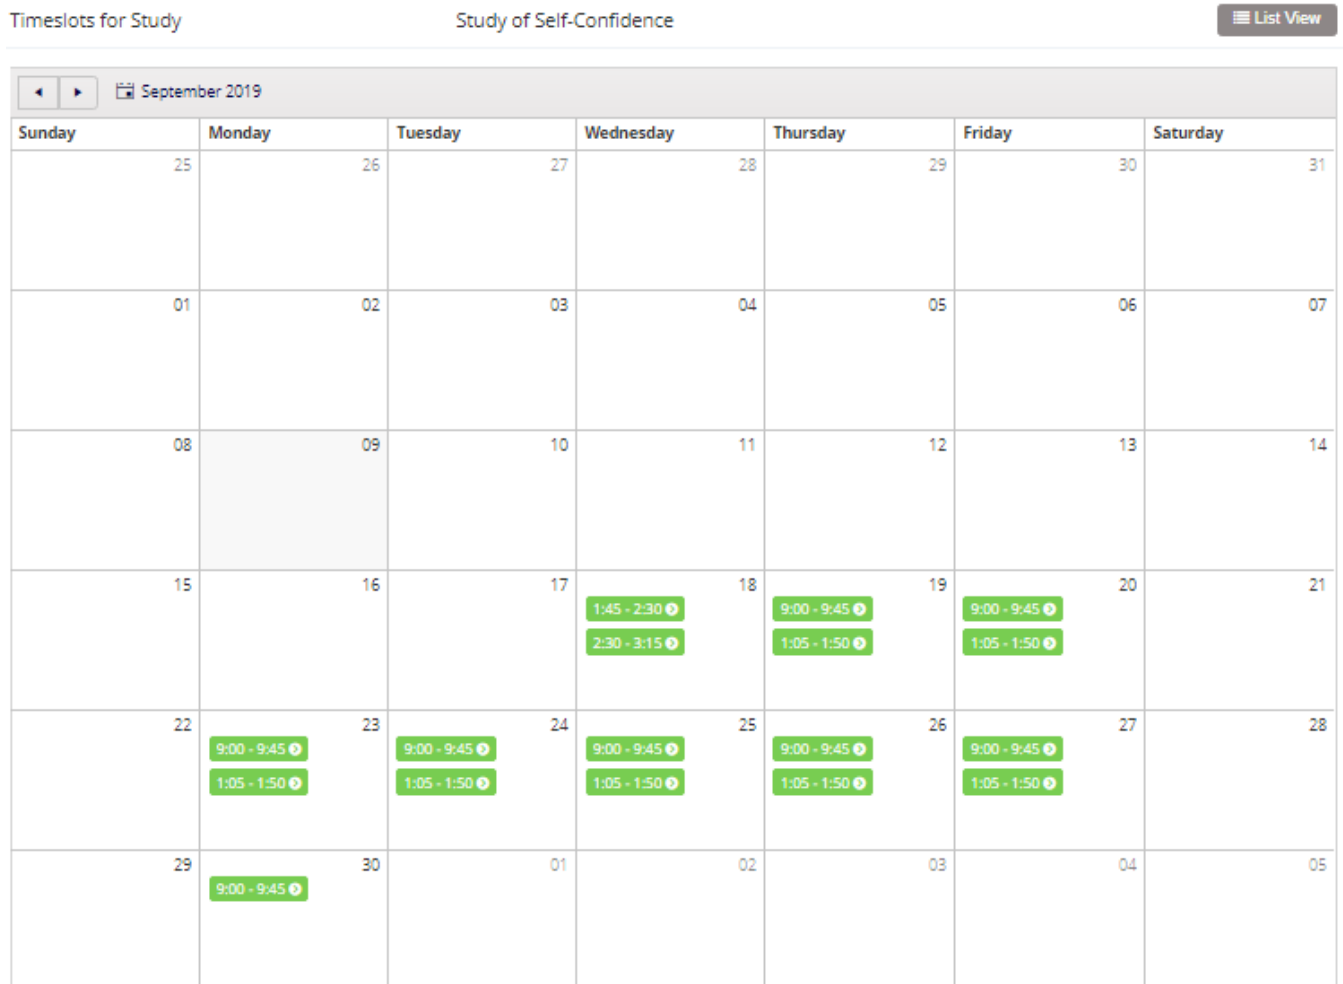 Timeslots for Study Study of Self-Confidence List View
September 2019
Sunday Monday Tuesday Wednesday Thursday Friday Saturday
25 26 27 28 29 30 31
01 02 03 04 05 06 07
08 09 10 11 12 13 14
15 16 17 18 19 20 21
1:45 - 2:30 9:00 - 9:45 9:00 - 9:45
2:30 - 3:15 1:05 - 1:50 1:05 - 1:50
22 23 24 25 26 27 28
9:00 - 9:45 9:00 - 9:45 9:00 - 9:45 9:00 - 9:45 9:00 - 9:45
1:05 - 1:50 1:05 - 1:50 1:05 - 1:50 1:05 - 1:50 1:05 - 1:50
29 30 01 02 03 04 05
9:00 - 9:45